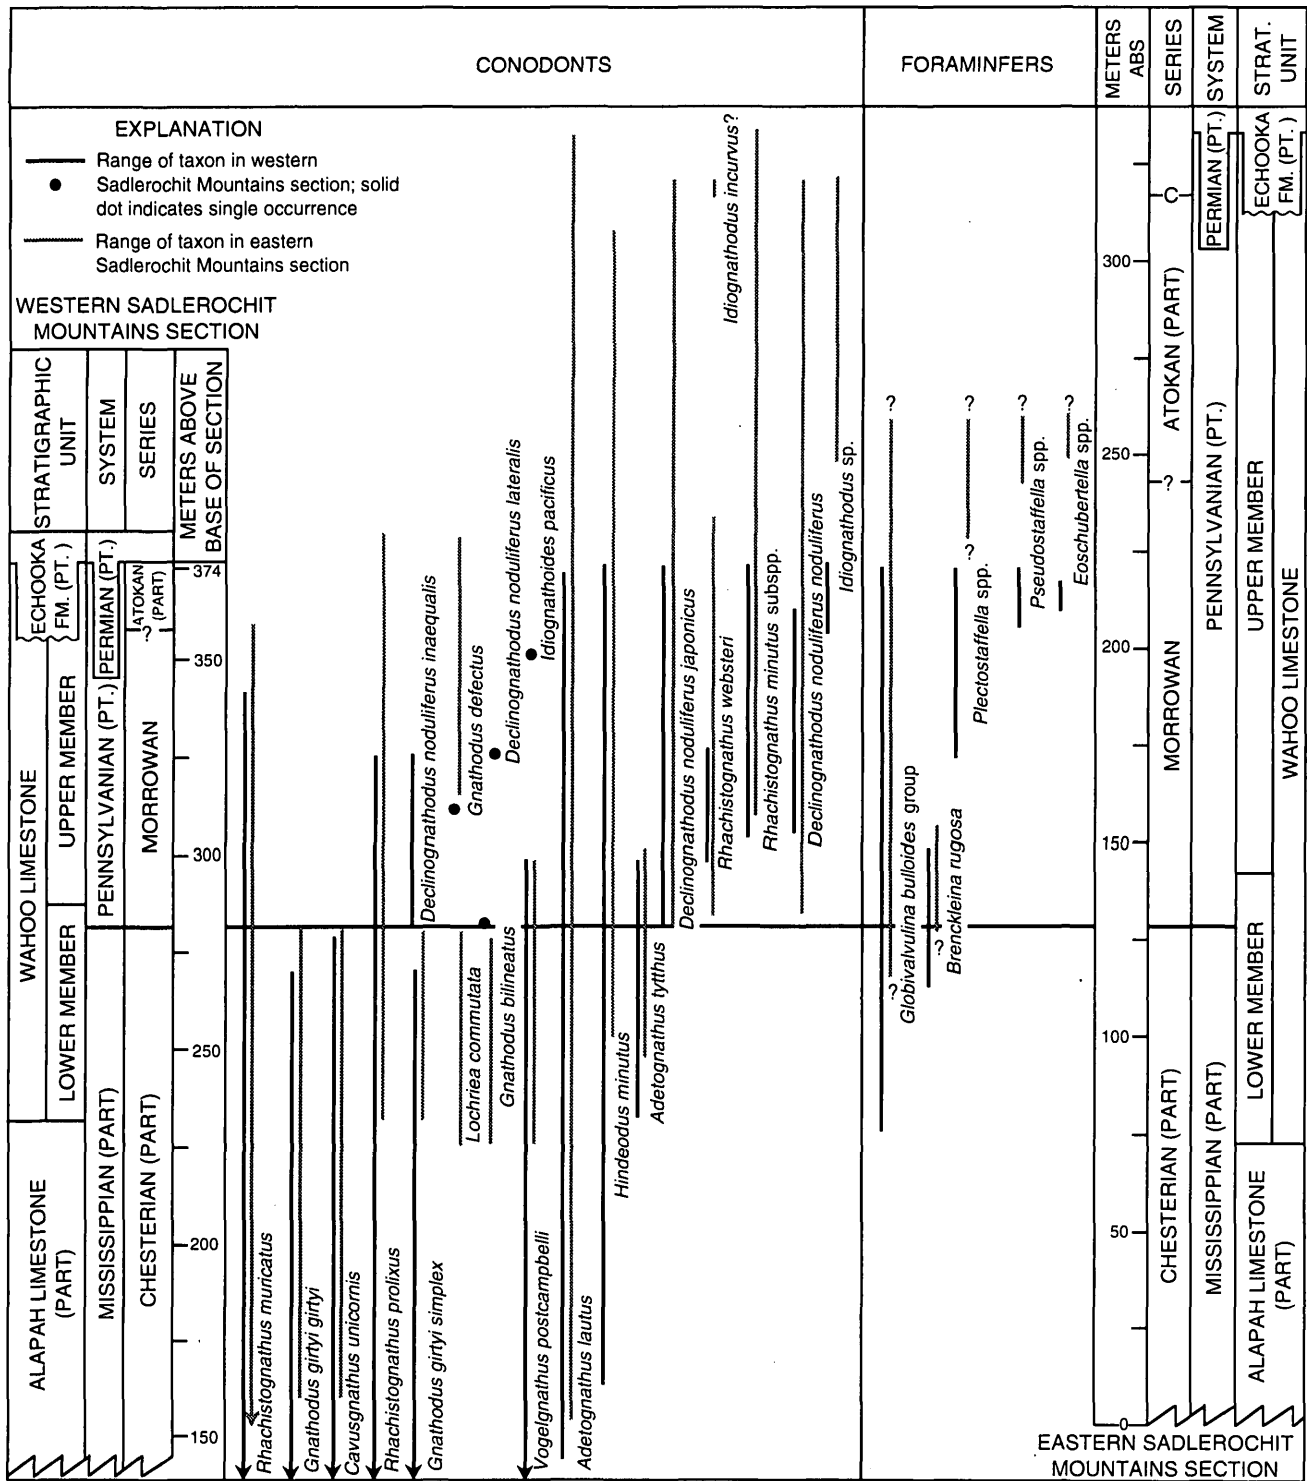 CONODONTS
FORAMINFERS
METERS
ABS
SERIES
SYSTEM
STRAT.
UNIT
EXPLANATION
Range of taxon in western
Sadlerochit Mountains section; solid
dot indicates single occurrence
Range of taxon in eastern
Sadlerochit Mountains section
WESTERN SADLEROCHIT
MOUNTAINS SECTION
STRATIGRAPHIC
UNIT
SYSTEM
SERIES
METERS ABOVE
BASE OF SECTION
ECHOOKA
FM. (PT.)
PERMIAN (PT.)
ATOKAN
(PART)
?
374
350
300
250
200
150
WAHOO LIMESTONE
UPPER MEMBER
LOWER MEMBER
PENNSYLVANIAN (PT.)
MORROWAN
ALAPAH LIMESTONE
(PART)
MISSISSIPPIAN (PART)
CHESTERIAN (PART)
Rhachistognathus muricatus
Gnathodus girtyi girtyi
Cavusgnathus unicornis
Rhachistognathus prolixus
Gnathodus girtyi simplex
Declinognathodus noduliferus inaequalis
Gnathodus defectus
Lochriea commutata
Declinognathodus noduliferus lateralis
Gnathodus bilineatus
Idiognathoides pacificus
Vogelgnathus postcampbelli
Adetognathus lautus
Hindeodus minutus
Adetognathus tytthus
Declinognathodus noduliferus japonicus
Rhachistognathus websteri
Idiognathodus incurvus?
Rhachistognathus minutus subspp.
Declinognathodus noduliferus noduliferus
Idiognathodus sp.
?
?
Globivalvulina bulloides group
?
Brenckleina rugosa
?
?
Plectostaffella spp.
?
Pseudostaffella spp.
?
Eoschubertella spp.
300
250
200
150
100
50
0
C
ATOKAN (PART)
?
MORROWAN
CHESTERIAN (PART)
PERMIAN (PT.)
PENNSYLVANIAN (PT.)
MISSISSIPPIAN (PART)
ECHOOKA
FM. (PT.)
UPPER MEMBER
LOWER MEMBER
WAHOO LIMESTONE
ALAPAH LIMESTONE
(PART)
EASTERN SADLEROCHIT
MOUNTAINS SECTION